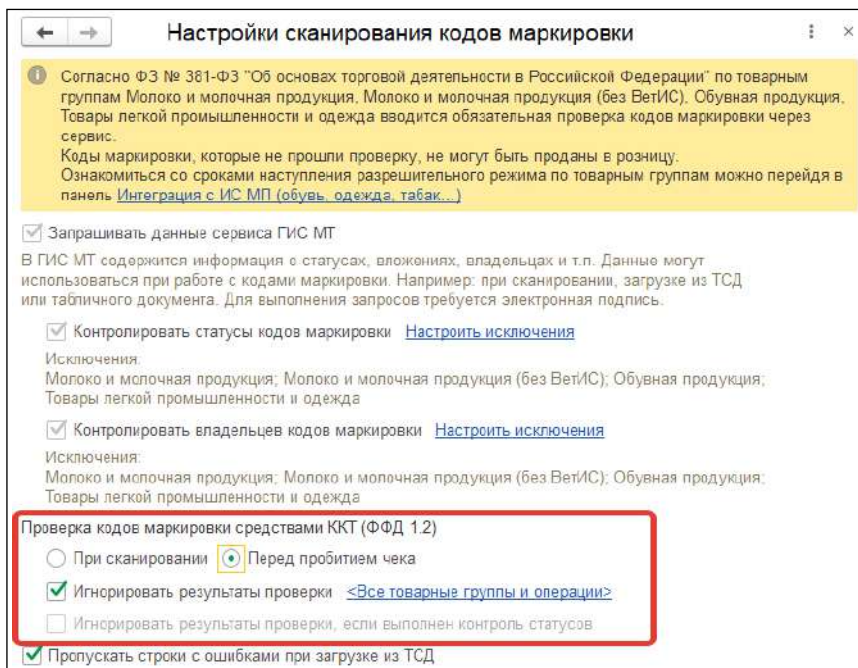 Настройки сканирования кодов маркировки
Согласно ФЗ № 381-ФЗ "Об основах торговой деятельности в Российской Федерации" по товарным
группам Молоко и молочная продукция, Молоко и молочная продукция (без ВетИС), Обувная продукция,
Товары легкой промышленности и одежда вводится обязательная проверка кодов маркировки через
сервис.
Коды маркировки, которые не прошли проверку, не могут быть проданы в розницу.
Ознакомиться со сроками наступления разрешительного режима по товарным группам можно перейдя в
панель Интеграция с ИС МП (обувь, одежда, табак...)
Запрашивать данные сервиса ГИС МТ
В ГИС МТ содержится информация о статусах, вложениях, владельцах и т.п. Данные могут
использоваться при работе с кодами маркировки. Например: при сканировании, загрузке из ТСД
или табличного документа. Для выполнения запросов требуется электронная подпись.
Контролировать статусы кодов маркировки Настроить исключения
Исключения:
Молоко и молочная продукция; Молоко и молочная продукция (без ВетИС); Обувная продукция;
Товары легкой промышленности и одежда
Контролировать владельцев кодов маркировки Настроить исключения
Исключения:
Молоко и молочная продукция; Молоко и молочная продукция (без ВетИС); Обувная продукция;
Товары легкой промышленности и одежда
Проверка кодов маркировки средствами ККТ (ФФД 1.2)
При сканировании Перед пробитием чека
Игнорировать результаты проверки <Все товарные группы и операции>
Игнорировать результаты проверки, если выполнен контроль статусов
Пропускать строки с ошибками при загрузке из ТСД